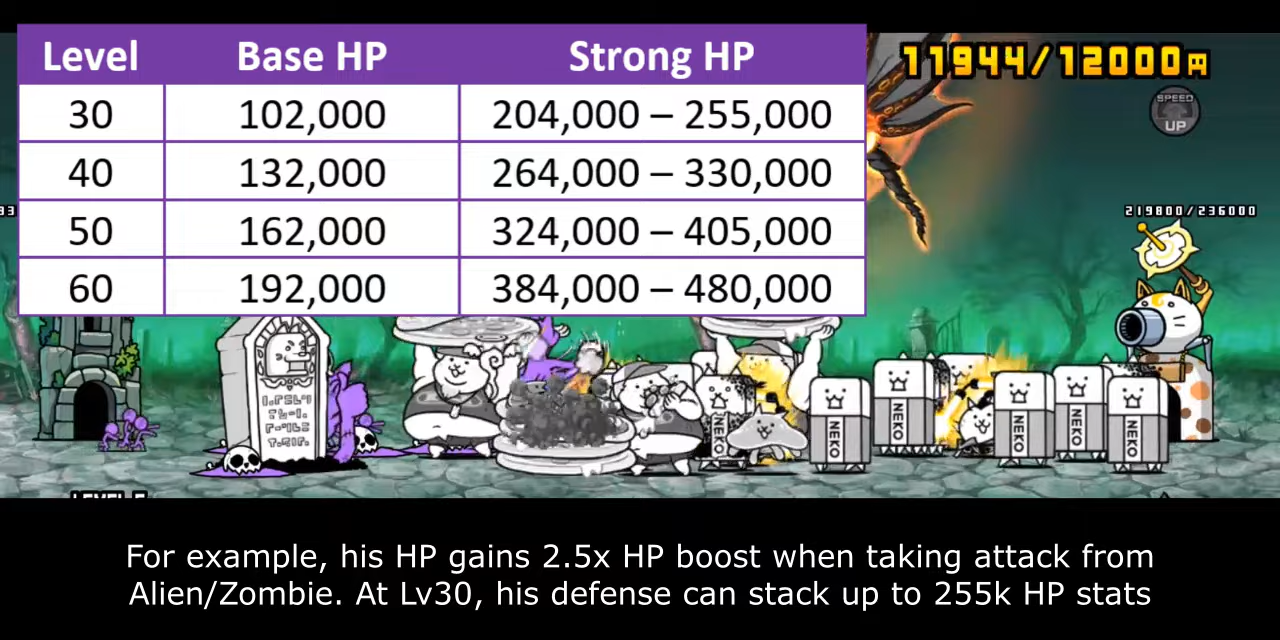 Level Base HP Strong HP
30 102,000 204,000 – 255,000
40 132,000 264,000 – 330,000
50 162,000 324,000 – 405,000
60 192,000 384,000 – 480,000
11944/12000円
SPEED
UP
219800/236000
NEKO
NEKO
NEKO
NEKO
NEKO
NEKO
For example, his HP gains 2.5x HP boost when taking attack from
Alien/Zombie. At Lv30, his defense can stack up to 255k HP stats